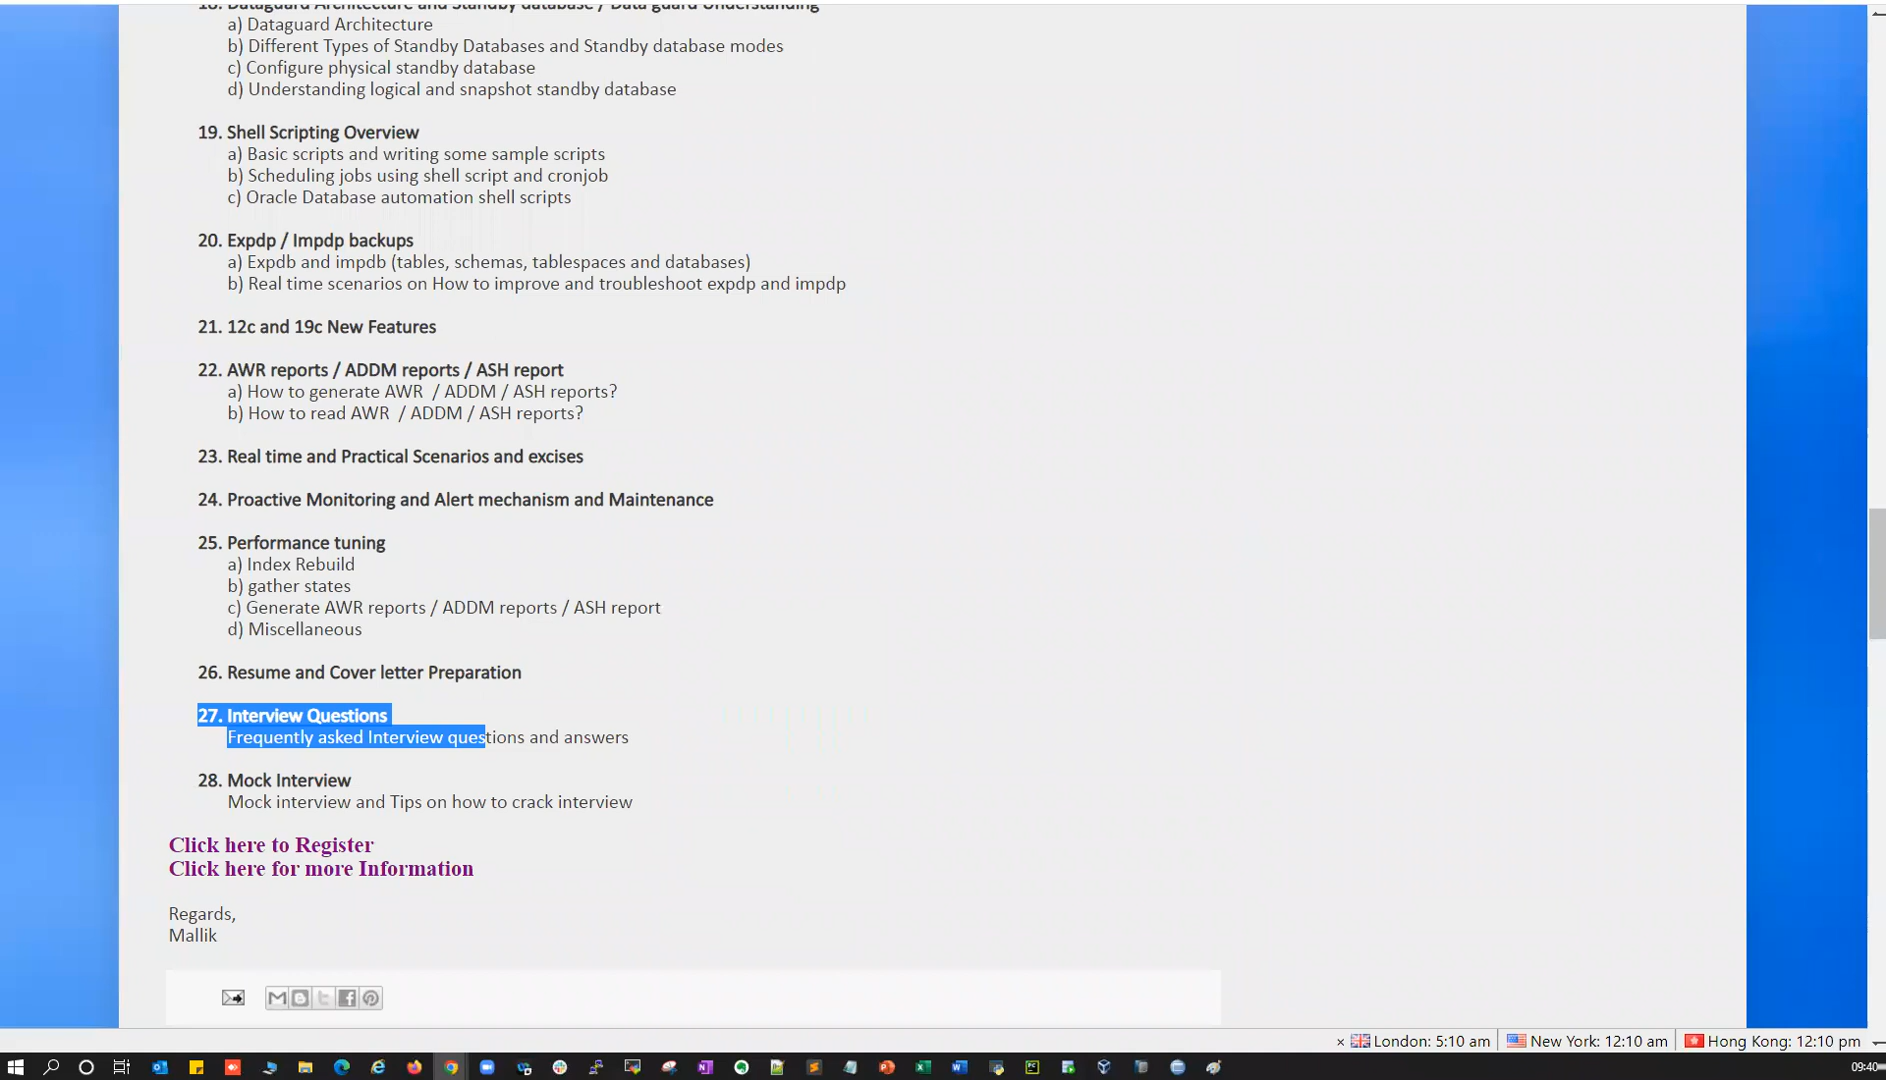 18. Dataguard Architecture and Standby database / Data guard Understanding
a) Dataguard Architecture
b) Different Types of Standby Databases and Standby database modes
c) Configure physical standby database
d) Understanding logical and snapshot standby database
19. Shell Scripting Overview
a) Basic scripts and writing some sample scripts
b) Scheduling jobs using shell script and cronjob
c) Oracle Database automation shell scripts
20. Expdp / Impdp backups
a) Expdb and impdb (tables, schemas, tablespaces and databases)
b) Real time scenarios on How to improve and troubleshoot expdp and impdp
21. 12c and 19c New Features
22. AWR reports / ADDM reports / ASH report
a) How to generate AWR / ADDM / ASH reports?
b) How to read AWR / ADDM / ASH reports?
23. Real time and Practical Scenarios and excises
24. Proactive Monitoring and Alert mechanism and Maintenance
25. Performance tuning
a) Index Rebuild
b) gather states
c) Generate AWR reports / ADDM reports / ASH report
d) Miscellaneous
26. Resume and Cover letter Preparation
27. Interview Questions
Frequently asked Interview questions and answers
28. Mock Interview
Mock interview and Tips on how to crack interview
Click here to Register
Click here for more Information
Regards,
Mallik
London: 5:10 am New York: 12:10 am Hong Kong: 12:10 pm
09:40